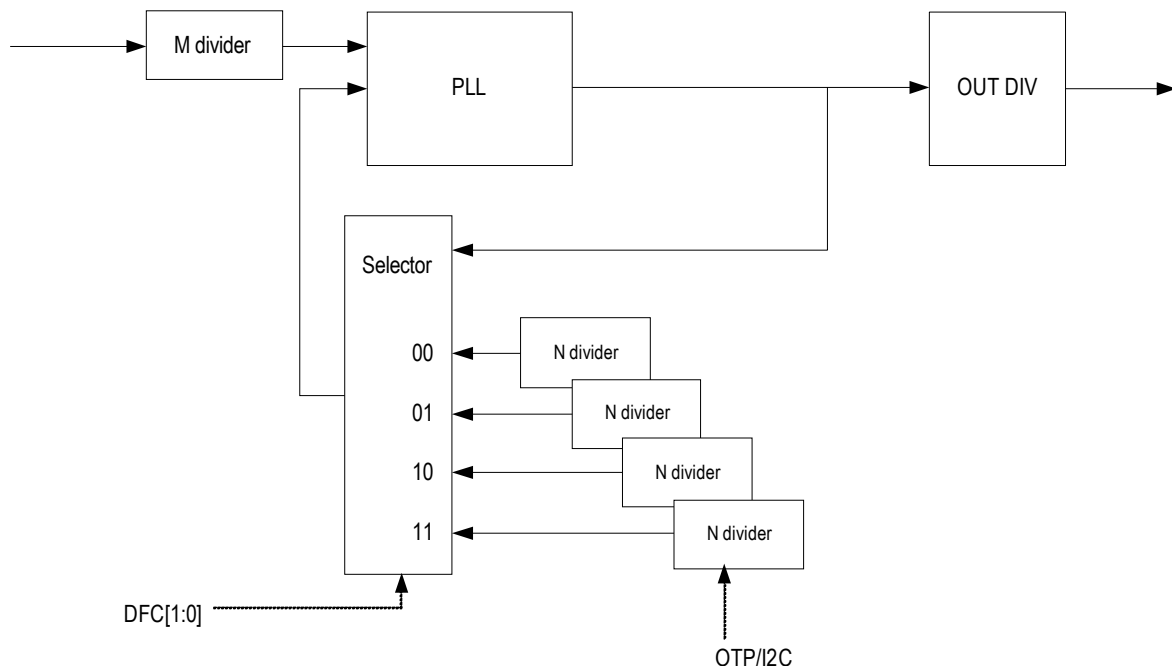 M divider
PLL
OUT DIV
Selector
00
N divider
01
N divider
10
N divider
11
N divider
DFC[1:0]
OTP/I2C